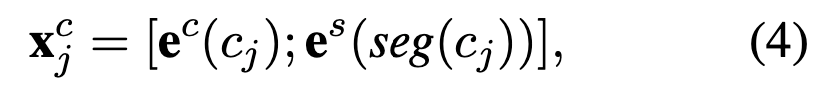 x_j^c = [e^c(c_j); e^s(seg(c_j))], (4)